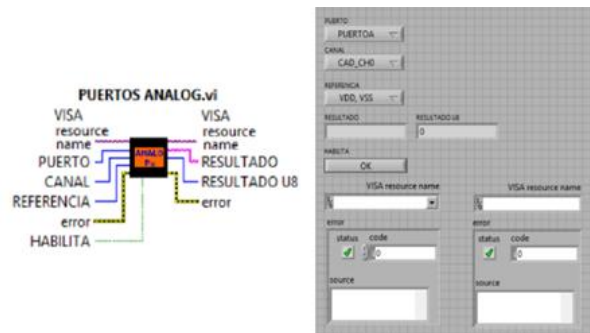 PUERTOS ANALOG.vi
VISA
resource
name
PUERTO
CANAL
REFERENCIA
error
HABILITA
ANALO
VISA
resource
name
RESULTADO
RESULTADO U8
error
PUERTO
PUERTOA
CANAL
CAD_CH0
REFERENCIA
VDD, VSS
RESULTADO RESULTADO U8
0
HABILITA
OK
VISA resource name VISA resource name
error error
status code status code
0 0
source source